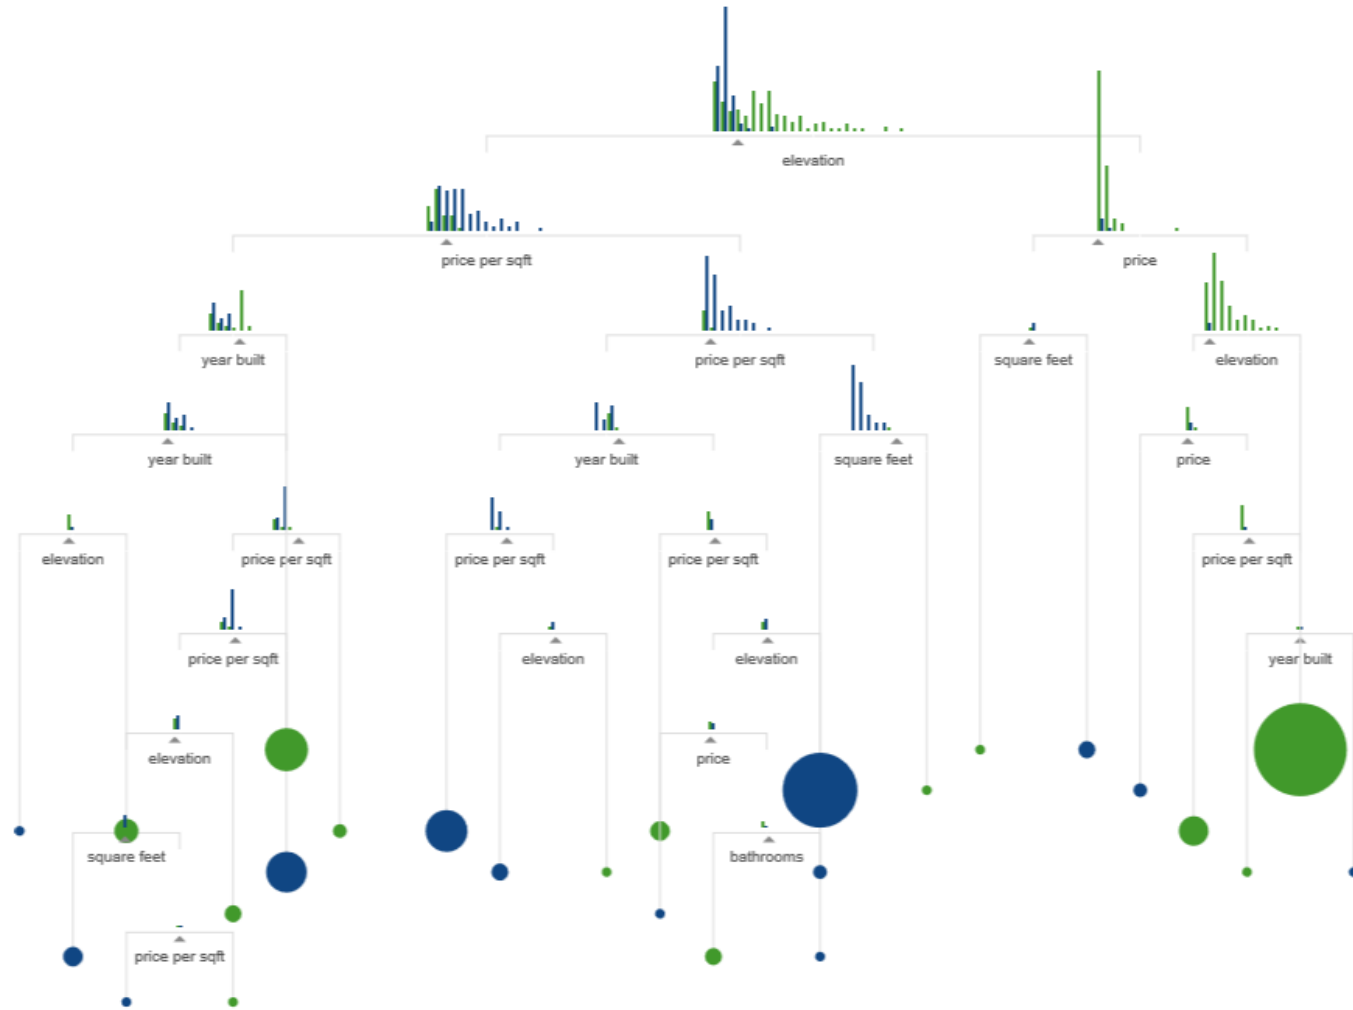 elevation
price per sqft
price
year built
price per sqft
square feet
elevation
year built
year built
square feet
price
elevation
price per sqft
price per sqft
price per sqft
price per sqft
price per sqft
elevation
elevation
year built
elevation
price
square feet
bathrooms
price per sqft